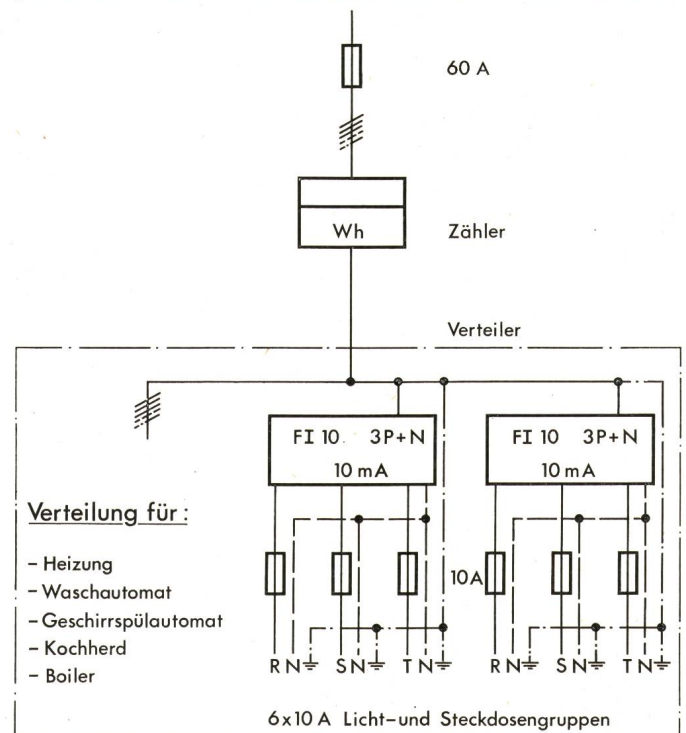 60 A
Wh
Zähler
Verteiler
FI 10 3P+N
10 mA
FI 10 3P+N
10 mA
Verteilung für:
- Heizung
- Waschautomat
- Geschirrspülautomat
- Kochherd
- Boiler
10A
R N S N T N R N S N T N
6x10 A Licht-und Steckdosengruppen